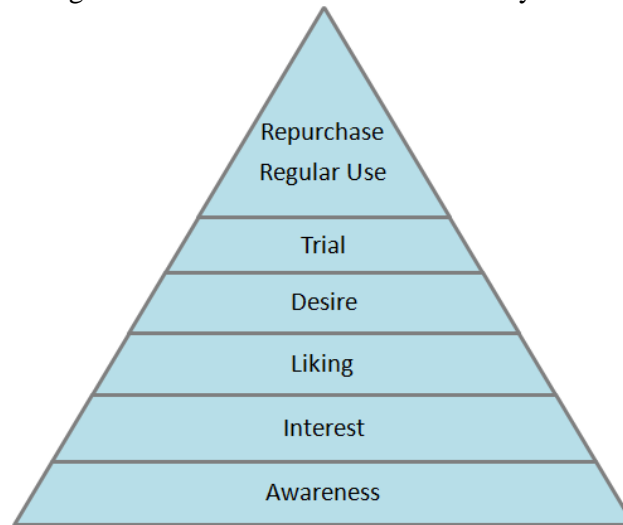 Repurchase
Regular Use
Trial
Desire
Liking
Interest
Awareness